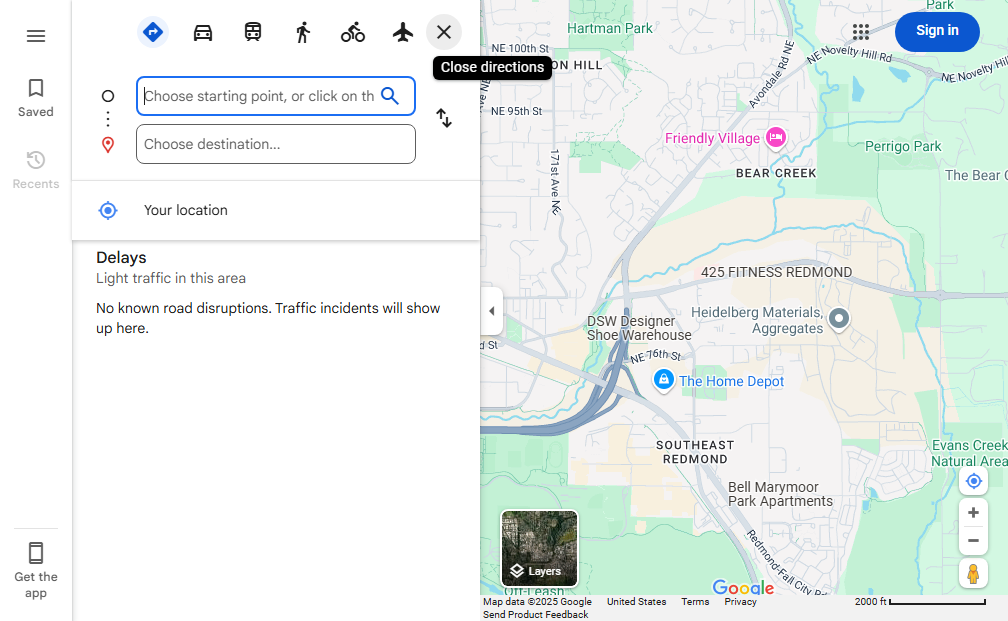 Saved
Recents
Get the
app
Close directions
Choose starting point, or click on th
Choose destination...
Your location
Delays
Light traffic in this area
No known road disruptions. Traffic incidents will show
up here.
Sign in
Park
Hartman Park
NE 100th St
ON HILL
NE 95th St
Avondale Rd NE
NE Novelty Hill Rd
NE Novelty Hill
171st Ave NE
Friendly Village
Perrigo Park
BEAR CREEK
The Bear C
425 FITNESS REDMOND
Heidelberg Materials,
Aggregates
DSW Designer
Shoe Warehouse
d St
NE 76th St
The Home Depot
SOUTHEAST
REDMOND
Evans Creek
Natural Area
Bell Marymoor
Park Apartments
Redmond-Fall City Rd
Layers
Off-Leash
Google
Map data ©2025 Google
United States
Terms
Privacy
2000 ft
Send Product Feedback